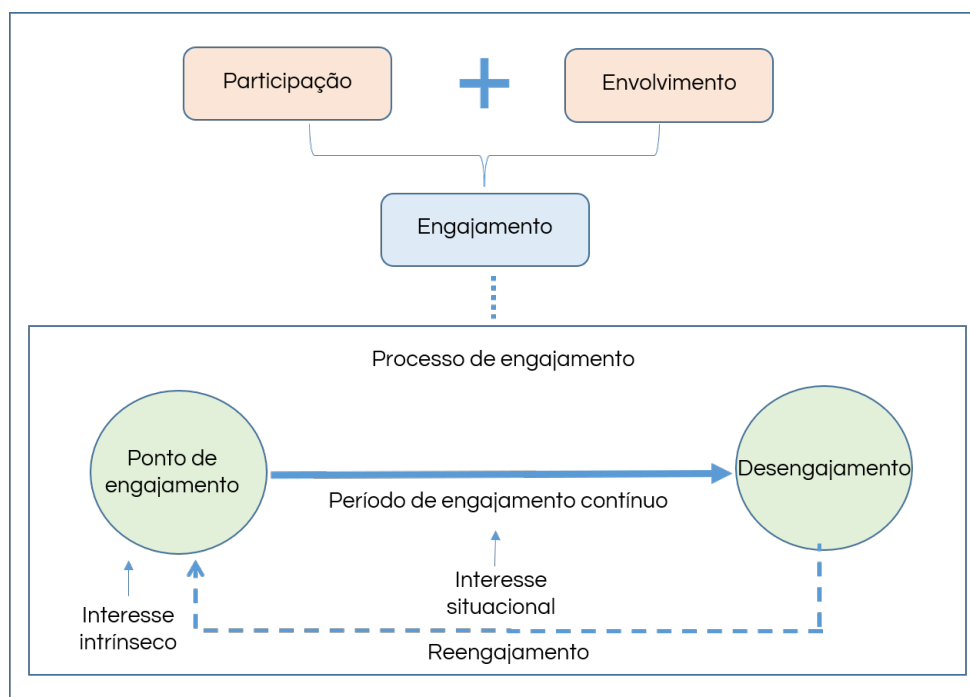 Participação
Envolvimento
Engajamento
Processo de engajamento
Ponto de
engajamento
Desengajamento
Período de engajamento contínuo
Interesse
situacional
Interesse
intrínseco
Reengajamento